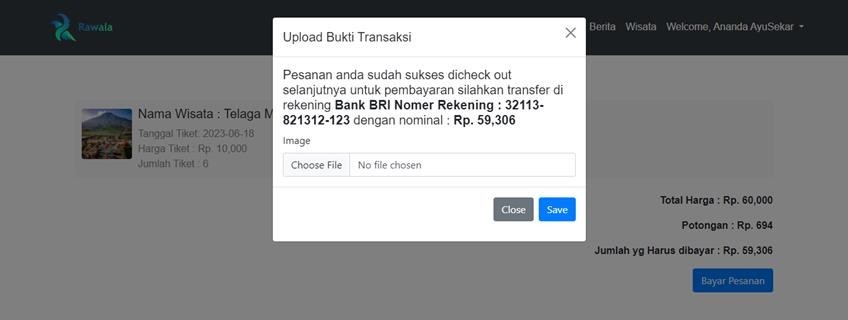 Rawala
Berita Wisata Welcome, Ananda AyuSekar
Upload Bukti Transaksi
Pesanan anda sudah sukses dicheck out
selanjutnya untuk pembayaran silahkan transfer di
rekening Bank BRI Nomer Rekening : 32113-
821312-123 dengan nominal : Rp. 59,306
Image
Choose File No file chosen
Close Save
Nama Wisata : Telaga M
Tanggal Tiket: 2023-06-18
Harga Tiket : Rp. 10,000
Jumlah Tiket : 6
Total Harga : Rp. 60,000
Potongan : Rp. 694
Jumlah yg Harus dibayar : Rp. 59,306
Bayar Pesanan